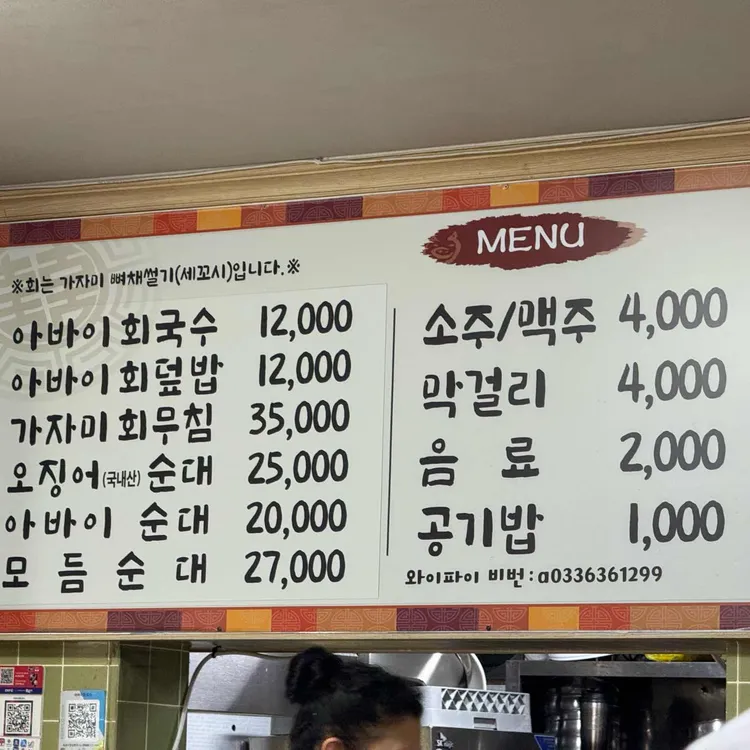 ※회는 가자미 뼈채썰기(세꼬시)입니다.※
아바이 회국수 12,000
아바이 회덮밥 12,000
가자미 회무침 35,000
오징어(국내산) 순대 25,000
아바이 순대 20,000
모듬순대 27,000
MENU
소주/맥주 4,000
막걸리 4,000
음료 2,000
공기밥 1,000
와이파이 비번:a0336361299